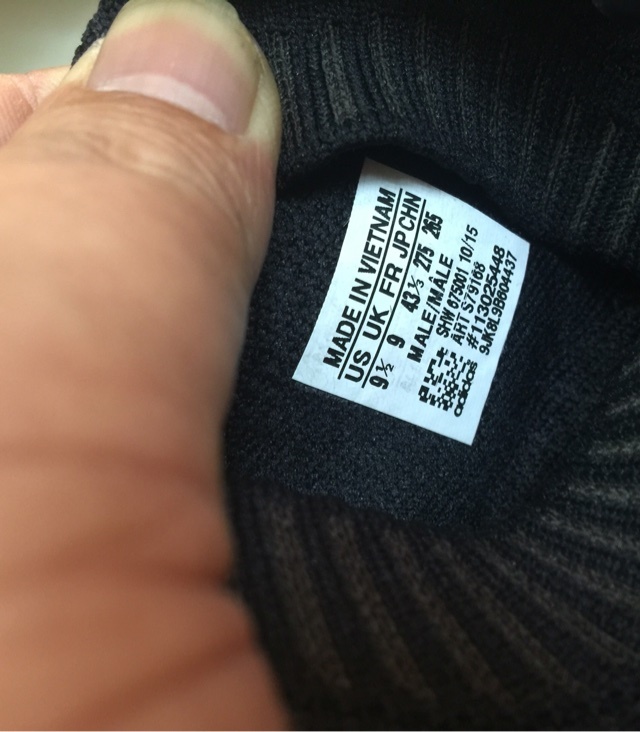 MADE IN VIETNAM
US UK FR JP CHN
9½ 9 43⅓ 275 265
MALE/MÂLE
SHW 675001 10/15
ART S79168
#113025448
9JK8L9B604437
adidas